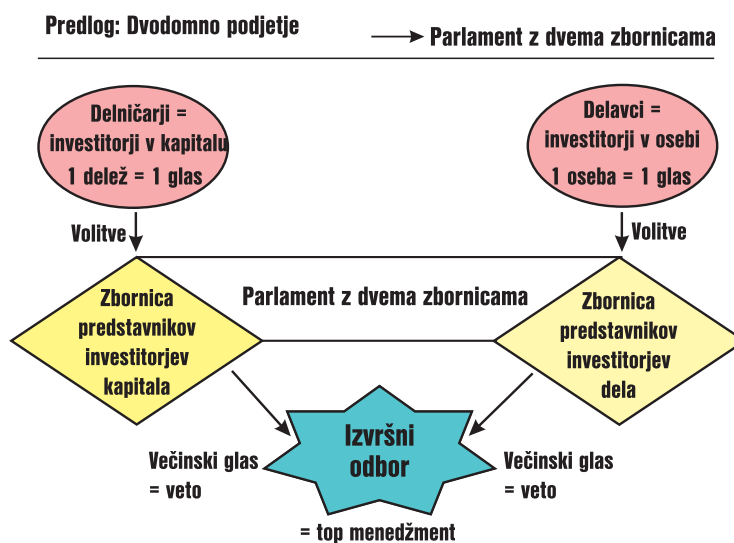 Predlog: Dvodomno podjetje
Parlament z dvema zbornicama
Delničarji =
investitorji v kapitalu
1 delež = 1 glas
Delavci =
investitorji v osebi
1 oseba = 1 glas
Volitve
Volitve
Parlament z dvema zbornicama
Zbornica
predstavnikov
investitorjev
kapitala
Zbornica
predstavnikov
investitorjev
dela
Izvršni
odbor
Večinski glas
= veto
Večinski glas
= veto
= top menedžment